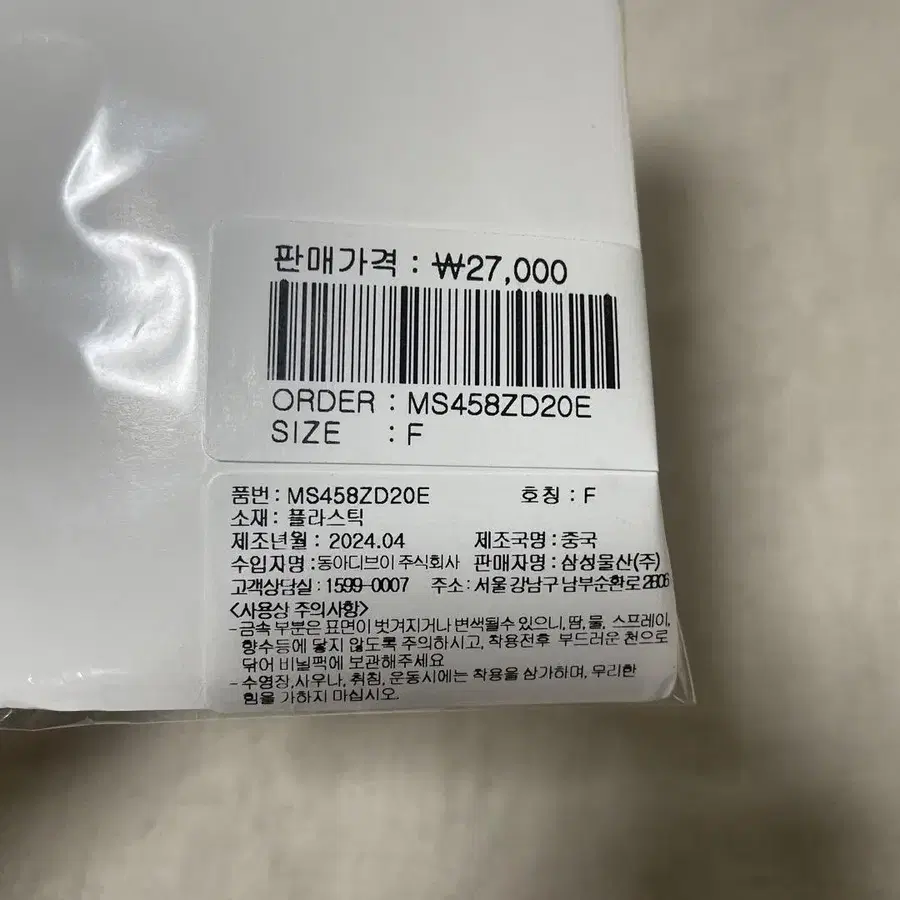 판매가격 : ₩27,000
ORDER : MS458ZD20E
SIZE : F
품번 : MS458ZD20E 호칭 : F
소재 : 플라스틱
제조년월 : 2024.04 제조국명 : 중국
수입자명 : 동아디브이 주식회사 판매자명 : 삼성물산(주)
고객상담실 : 1599-0007 주소 : 서울 강남구 남부순환로 2806
<사용상 주의사항>
-금속 부분은 표면이 벗겨지거나 변색될수 있으니, 땀, 물, 스프레이,
향수등에 닿지 않도록 주의하시고, 착용전후 부드러운 천으로
닦어 비닐팩에 보관해주세요
-수영장,사우나, 취침, 운동시에는 착용을 삼가하며, 무리한
힘을 가하지 마십시오.